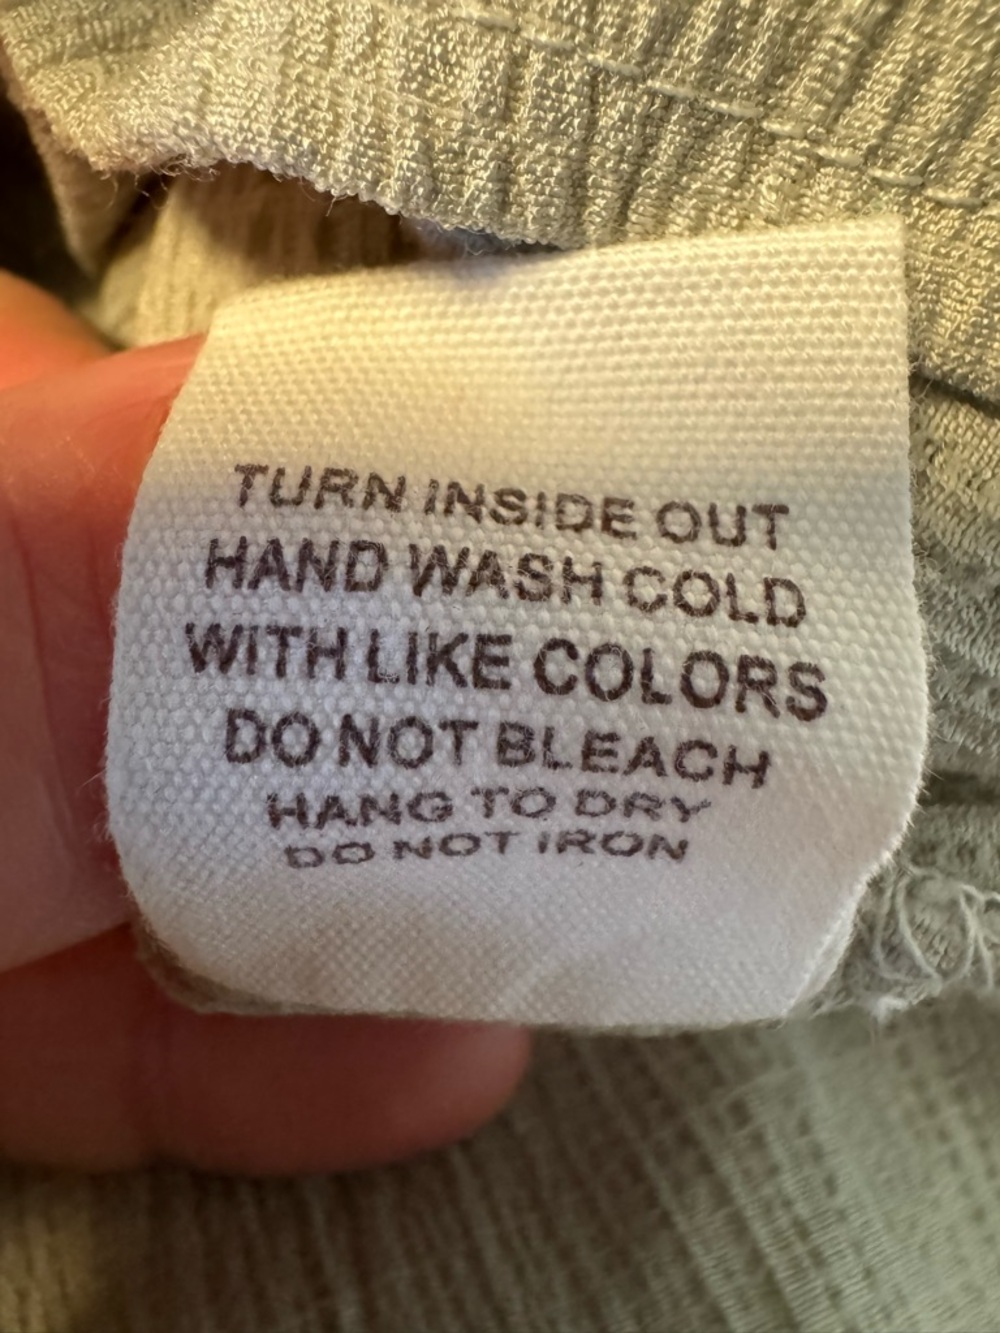 TURN INSIDE OUT
HAND WASH COLD
WITH LIKE COLORS
DO NOT BLEACH
HANG TO DRY
DO NOT IRON